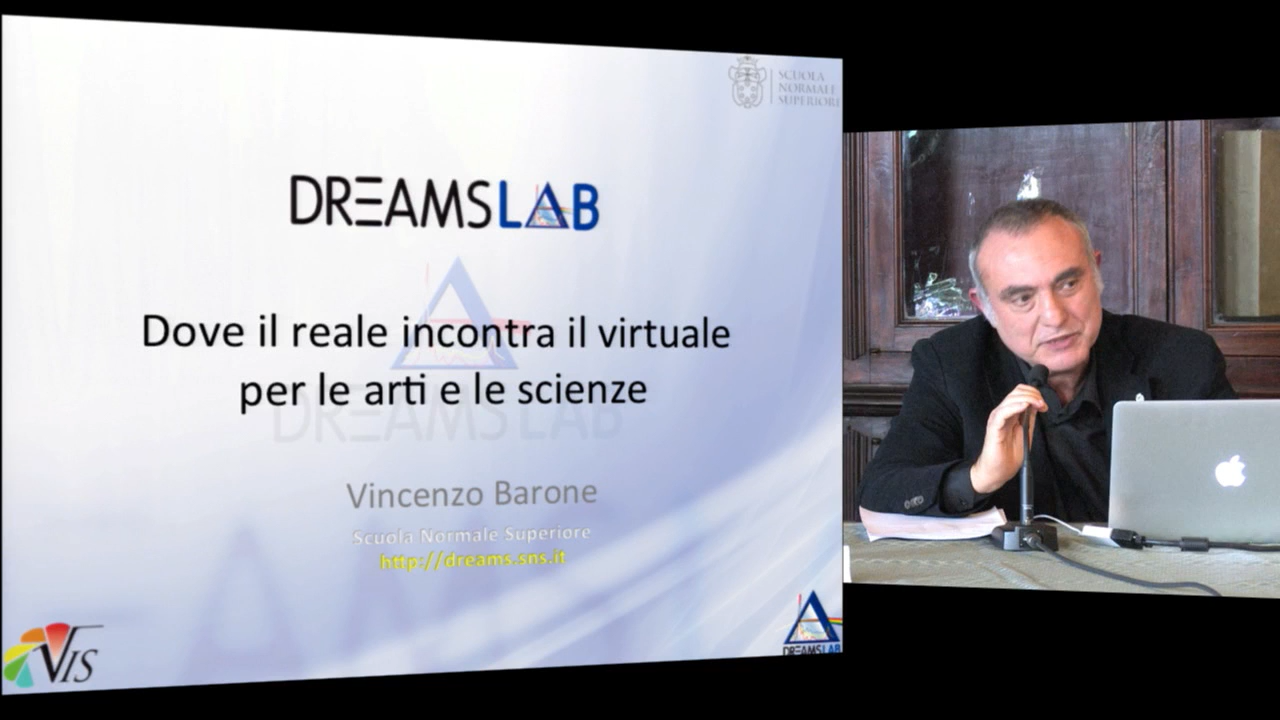 SCUOLA
NORMALE
SUPERIORE
DREAMSLAB
Dove il reale incontra il virtuale
per le arti e le scienze
DREAMSLAB
Vincenzo Barone
Scuola Normale Superiore
http://dreams.sns.it
VIS
DREAMSLAB